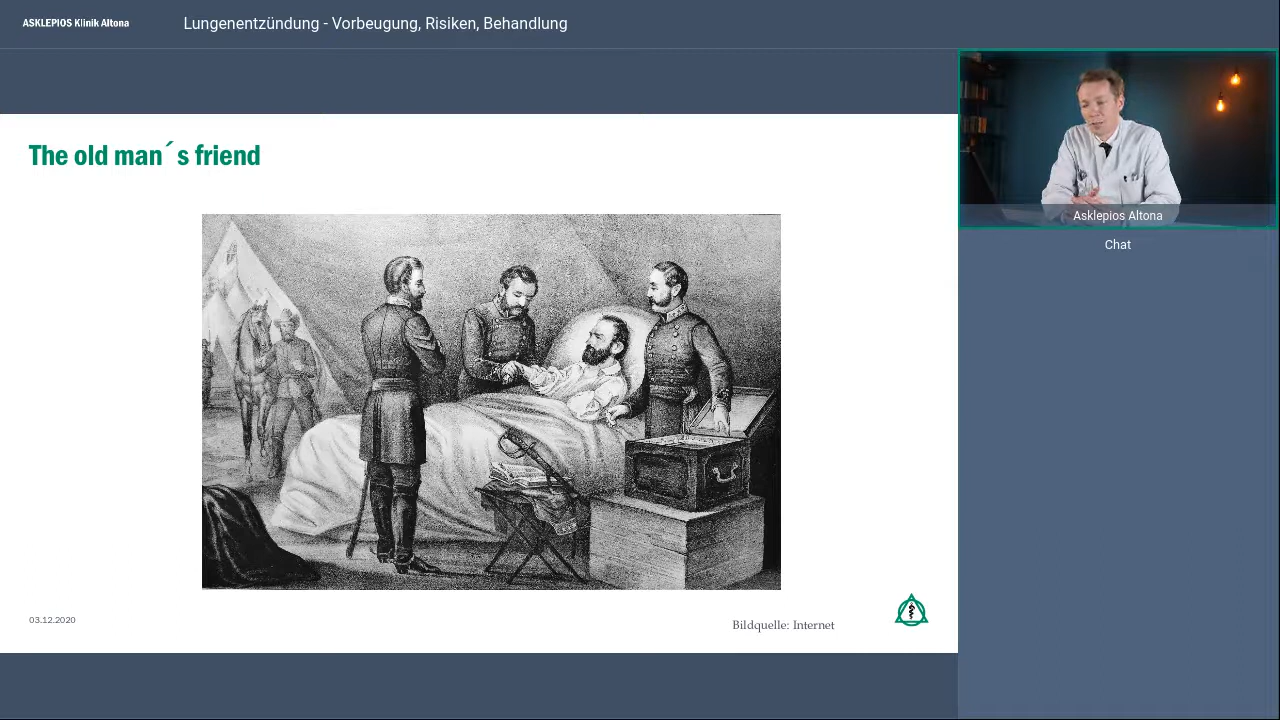 ASKLEPIOS Klinik Altona
Lungenentzündung - Vorbeugung, Risiken, Behandlung
The old man´s friend
Asklepios Altona
Chat
03.12.2020
Bildquelle: Internet